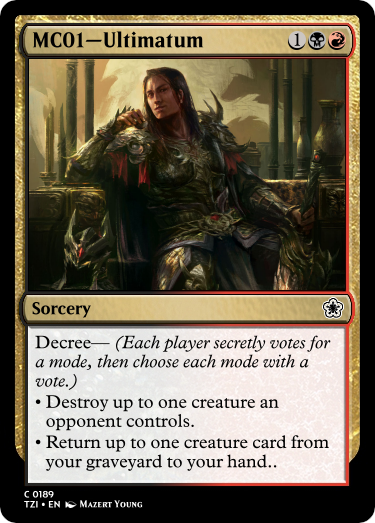 MC01—Ultimatum 1
Sorcery
Decree— (Each player secretly votes for
a mode, then choose each mode with a
vote.)
• Destroy up to one creature an
opponent controls.
• Return up to one creature card from
your graveyard to your hand..
C 0189
TZI • EN Mazert Young